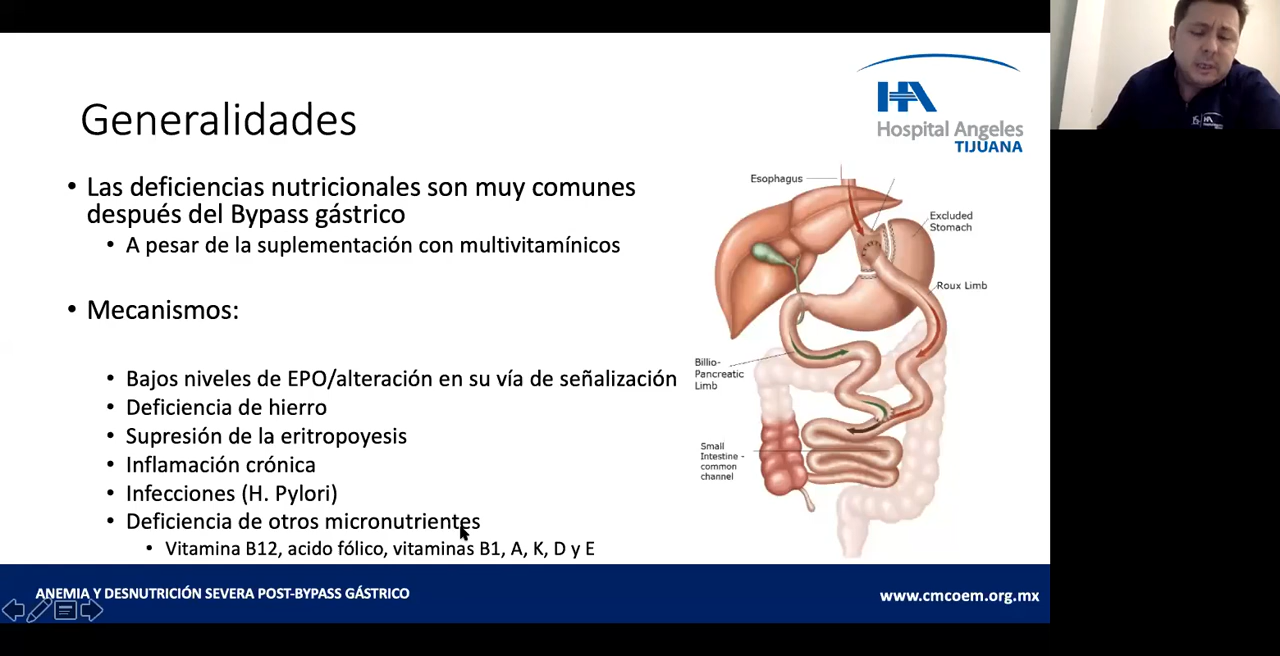 Generalidades
HA
Hospital Angeles
TIJUANA
• Las deficiencias nutricionales son muy comunes
después del Bypass gástrico
• A pesar de la suplementación con multivitamínicos
• Mecanismos:
• Bajos niveles de EPO/alteración en su vía de señalización
• Deficiencia de hierro
• Supresión de la eritropoyesis
• Inflamación crónica
• Infecciones (H. Pylori)
• Deficiencia de otros micronutrientes
• Vitamina B12, acido fólico, vitaminas B1, A, K, D y E
Esophagus
Excluded
Stomach
Roux Limb
Billio-
Pancreatic
Limb
Small
Intestine -
common
channel
ANEMIA Y DESNUTRICIÓN SEVERA POST-BYPASS GÁSTRICO
www.cmcoem.org.mx